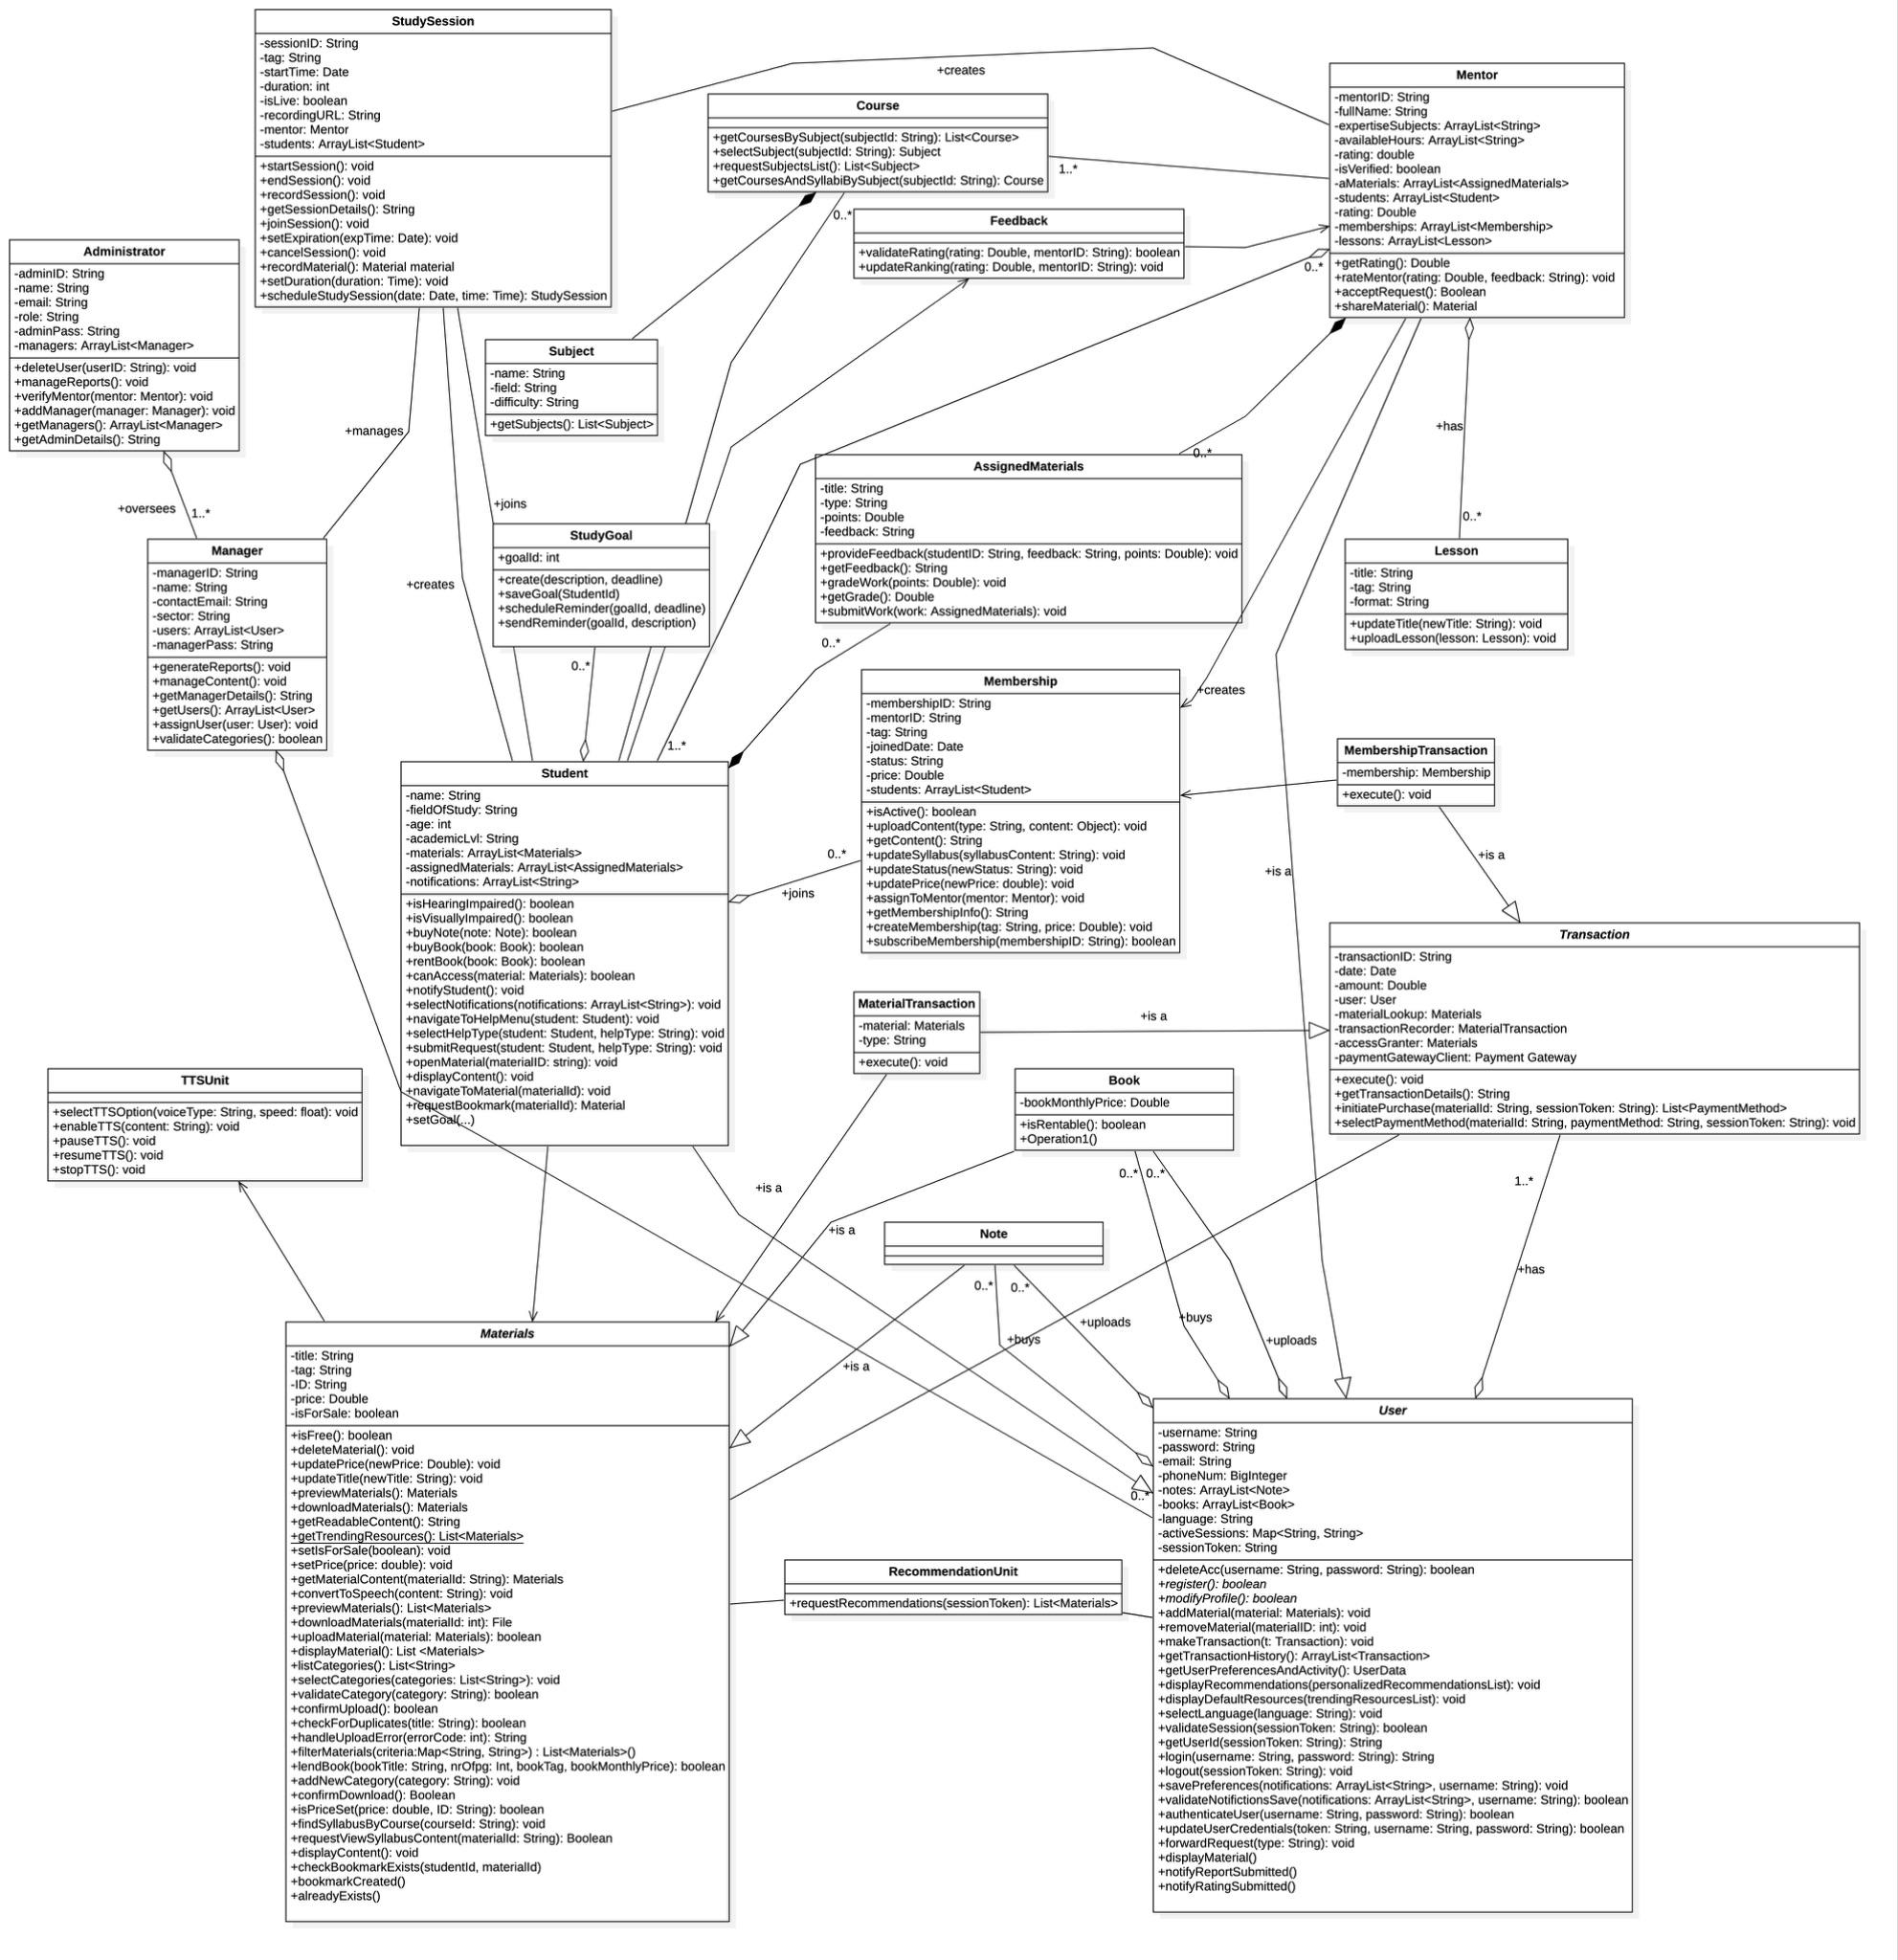 StudySession
-sessionID: String
-tag: String
-startTime: Date
-duration: int
-isLive: boolean
-recordingURL: String
-mentor: Mentor
-students: ArrayList<Student>
+startSession(): void
+endSession(): void
+recordSession(): void
+getSessionDetails(): String
+joinSession(): void
+setExpiration(expTime: Date): void
+cancelSession(): void
+recordMaterial(): Material material
+setDuration(duration: Time): void
+scheduleStudySession(date: Date, time: Time): StudySession
+creates
Course
+getCoursesBySubject(subjectId: String): List<Course>
+selectSubject(subjectId: String): Subject
+requestSubjectsList(): List<Subject>
+getCoursesAndSyllabiBySubject(subjectId: String): Course
1..*
0..*
Mentor
-mentorID: String
-fullName: String
-expertiseSubjects: ArrayList<String>
-availableHours: ArrayList<String>
-rating: double
-isVerified: boolean
-aMaterials: ArrayList<AssignedMaterials>
-students: ArrayList<Student>
-rating: Double
-memberships: ArrayList<Membership>
-lessons: ArrayList<Lesson>
+getRating(): Double
+rateMentor(rating: Double, feedback: String): void
+acceptRequest(): Boolean
+shareMaterial(): Material
0..*
Feedback
+validateRating(rating: Double, mentorID: String): boolean
+updateRanking(rating: Double, mentorID: String): void
Administrator
-adminID: String
-name: String
-email: String
-role: String
-adminPass: String
-managers: ArrayList<Manager>
+deleteUser(userID: String): void
+manageReports(): void
+verifyMentor(mentor: Mentor): void
+addManager(manager: Manager): void
+getManagers(): ArrayList<Manager>
+getAdminDetails(): String
Subject
-name: String
-field: String
-difficulty: String
+getSubjects(): List<Subject>
+manages
+has
0..*
+oversees
1..*
+joins
0..*
AssignedMaterials
-title: String
-type: String
-points: Double
-feedback: String
+provideFeedback(studentID: String, feedback: String, points: Double): void
+getFeedback(): String
+gradeWork(points: Double): void
+getGrade(): Double
+submitWork(work: AssignedMaterials): void
0..*
StudyGoal
+goalId: int
+create(description, deadline)
+saveGoal(StudentId)
+scheduleReminder(goalId, deadline)
+sendReminder(goalId, description)
0..*
+creates
Manager
-managerID: String
-name: String
-contactEmail: String
-sector: String
-users: ArrayList<User>
-managerPass: String
+generateReports(): void
+manageContent(): void
+getManagerDetails(): String
+getUsers(): ArrayList<User>
+assignUser(user: User): void
+validateCategories(): boolean
Lesson
-title: String
-tag: String
-format: String
+updateTitle(newTitle: String): void
+uploadLesson(lesson: Lesson): void
Membership
-membershipID: String
-mentorID: String
-tag: String
-joinedDate: Date
-status: String
-price: Double
-students: ArrayList<Student>
+isActive(): boolean
+uploadContent(type: String, content: Object): void
+getContent(): String
+updateSyllabus(syllabusContent: String): void
+updateStatus(newStatus: String): void
+updatePrice(newPrice: double): void
+assignToMentor(mentor: Mentor): void
+getMembershipInfo(): String
+createMembership(tag: String, price: Double): void
+subscribeMembership(membershipID: String): boolean
+creates
1..*
0..*
+joins
Student
-name: String
-fieldOfStudy: String
-age: int
-academicLvl: String
-materials: ArrayList<Materials>
-assignedMaterials: ArrayList<AssignedMaterials>
-notifications: ArrayList<String>
+isHearingImpaired(): boolean
+isVisuallyImpaired(): boolean
+buyNote(note: Note): boolean
+buyBook(book: Book): boolean
+rentBook(book: Book): boolean
+canAccess(material: Materials): boolean
+notifyStudent(): void
+selectNotifications(notifications: ArrayList<String>): void
+navigateToHelpMenu(student: Student): void
+selectHelpType(student: Student, helpType: String): void
+submitRequest(student: Student, helpType: String): void
+openMaterial(materialID: string): void
+displayContent(): void
+navigateToMaterial(materialId): void
+requestBookmark(materialId): Material
+setGoal(...)
MembershipTransaction
-membership: Membership
+execute(): void
+is a
+is a
Transaction
-transactionID: String
-date: Date
-amount: Double
-user: User
-materialLookup: Materials
-transactionRecorder: MaterialTransaction
-accessGranter: Materials
-paymentGatewayClient: Payment Gateway
+execute(): void
+getTransactionDetails(): String
+initiatePurchase(materialId: String, sessionToken: String): List<PaymentMethod>
+selectPaymentMethod(materialId: String, paymentMethod: String, sessionToken: String): void
MaterialTransaction
-material: Materials
-type: String
+execute(): void
+is a
TTSUnit
+selectTTSOption(voiceType: String, speed: float): void
+enableTTS(content: String): void
+pauseTTS(): void
+resumeTTS(): void
+stopTTS(): void
Book
-bookMonthlyPrice: Double
+isRentable(): boolean
+Operation1()
0..*
0..*
1..*
+is a
+is a
Note
0..*
0..*
+has
+uploads
+buys
+buys
+uploads
+is a
Materials
-title: String
-tag: String
-ID: String
-price: Double
-isForSale: boolean
+isFree(): boolean
+deleteMaterial(): void
+updatePrice(newPrice: Double): void
+updateTitle(newTitle: String): void
+previewMaterials(): Materials
+downloadMaterials(): Materials
+getReadableContent(): String
+getTrendingResources(): List<Materials>
+setIsForSale(boolean): void
+setPrice(price: double): void
+getMaterialContent(materialId: String): Materials
+convertToSpeech(content: String): void
+previewMaterials(): List<Materials>
+downloadMaterials(materialId: int): File
+uploadMaterial(material: Materials): boolean
+displayMaterial(): List <Materials>
+listCategories(): List<String>
+selectCategories(categories: List<String>): void
+validateCategory(category: String): boolean
+confirmUpload(): boolean
+checkForDuplicates(title: String): boolean
+handleUploadError(errorCode: int): String
+filterMaterials(criteria:Map<String, String>) : List<Materials>()
+lendBook(bookTitle: String, nrOfpg: Int, bookTag, bookMonthlyPrice): boolean
+addNewCategory(category: String): void
+confirmDownload(): Boolean
+isPriceSet(price: double, ID: String): boolean
+findSyllabusByCourse(courseId: String): void
+requestViewSyllabusContent(materialId: String): Boolean
+displayContent(): void
+checkBookmarkExists(studentId, materialId)
+bookmarkCreated()
+alreadyExists()
0..*
User
-username: String
-password: String
-email: String
-phoneNum: BigInteger
-notes: ArrayList<Note>
-books: ArrayList<Book>
-language: String
-activeSessions: Map<String, String>
-sessionToken: String
+deleteAcc(username: String, password: String): boolean
+register(): boolean
+modifyProfile(): boolean
+addMaterial(material: Materials): void
+removeMaterial(materialID: int): void
+makeTransaction(t: Transaction): void
+getTransactionHistory(): ArrayList<Transaction>
+getUserPreferencesAndActivity(): UserData
+displayRecommendations(personalizedRecommendationsList): void
+displayDefaultResources(trendingResourcesList): void
+selectLanguage(language: String): void
+validateSession(sessionToken: String): boolean
+getUserId(sessionToken: String): String
+login(username: String, password: String): String
+logout(sessionToken: String): void
+savePreferences(notifications: ArrayList<String>, username: String): void
+validateNotifictionsSave(notifications: ArrayList<String>, username: String): boolean
+authenticateUser(username: String, password: String): boolean
+updateUserCredentials(token: String, username: String, password: String): boolean
+forwardRequest(type: String): void
+displayMaterial()
+notifyReportSubmitted()
+notifyRatingSubmitted()
RecommendationUnit
+requestRecommendations(sessionToken): List<Materials>